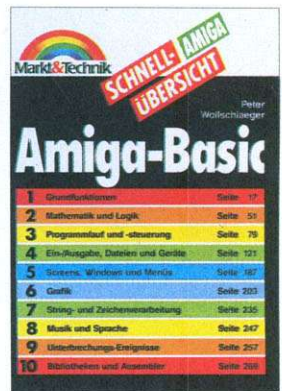 Markt&Technik
SCHNELL-
AMIGA
ÜBERSICHT
Peter
Wollschlaeger
Amiga-Basic
1 Grundfunktionen Seite 17
2 Mathematik und Logik Seite 51
3 Programmlauf und -steuerung Seite 79
4 Ein-/Ausgabe, Dateien und Geräte Seite 121
5 Screens, Windows und Menüs Seite 187
6 Grafik Seite 203
7 String- und Zeichenverarbeitung Seite 235
8 Musik und Sprache Seite 247
9 Unterbrechungs-Ereignisse Seite 257
10 Bibliotheken und Assembler Seite